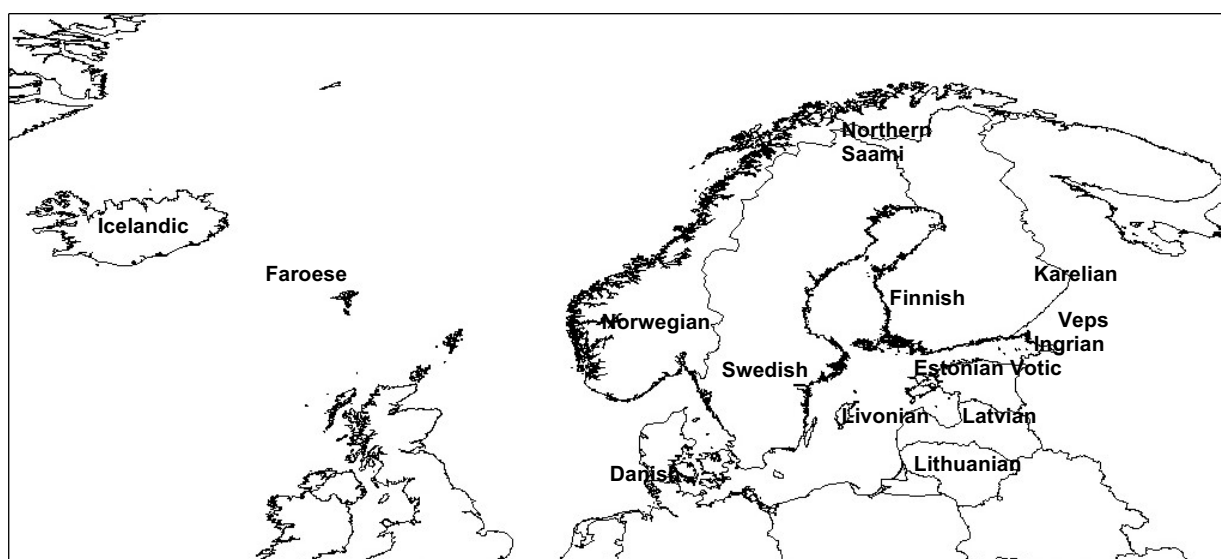 Northern
Saami
Icelandic
Faroese
Karelian
Finnish
Norwegian
Veps
Ingrian
Swedish
Estonian Votic
Livonian
Latvian
Lithuanian
Danish